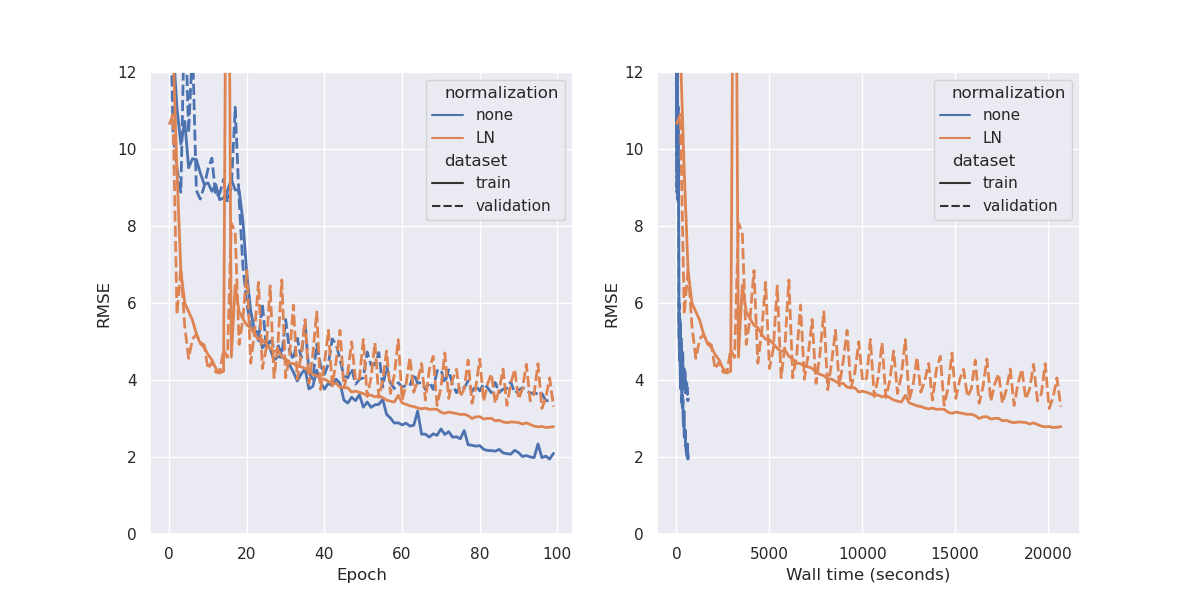 12
10
8
6
4
2
0
RMSE
0
20
40
60
80
100
Epoch
normalization
none
LN
dataset
train
validation
12
10
8
6
4
2
0
RMSE
0
5000
10000
15000
20000
Wall time (seconds)
normalization
none
LN
dataset
train
validation